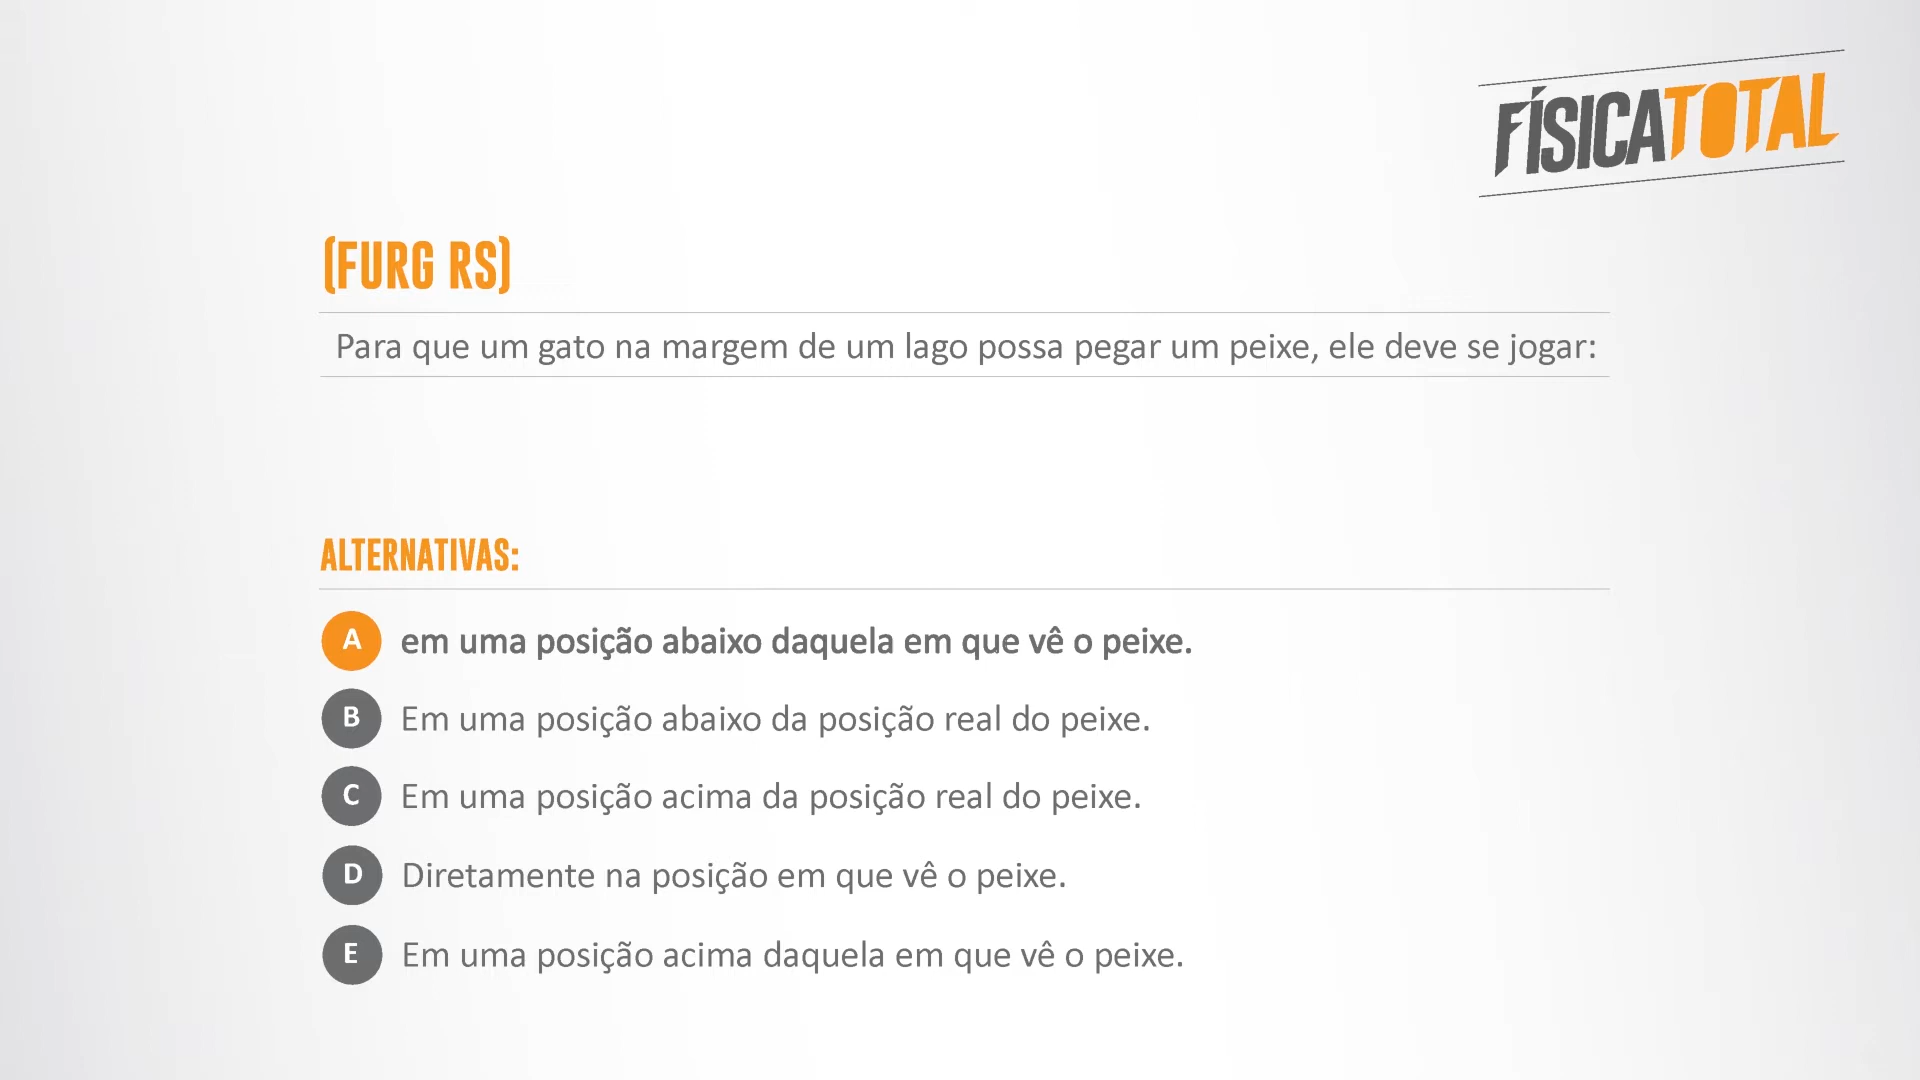 FÍSICATOTAL
(FURG RS)
Para que um gato na margem de um lago possa pegar um peixe, ele deve se jogar:
ALTERNATIVAS:
A em uma posição abaixo daquela em que vê o peixe.
B Em uma posição abaixo da posição real do peixe.
C Em uma posição acima da posição real do peixe.
D Diretamente na posição em que vê o peixe.
E Em uma posição acima daquela em que vê o peixe.